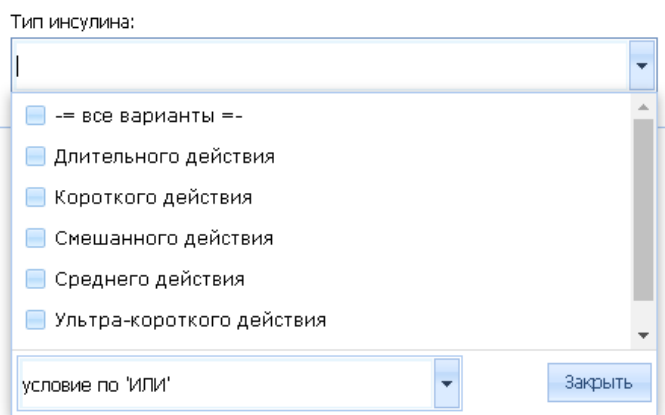 Тип инсулина:
-= все варианты =-
Длительного действия
Короткого действия
Смешанного действия
Среднего действия
Ультра-короткого действия
условие по 'ИЛИ'
Закрыть